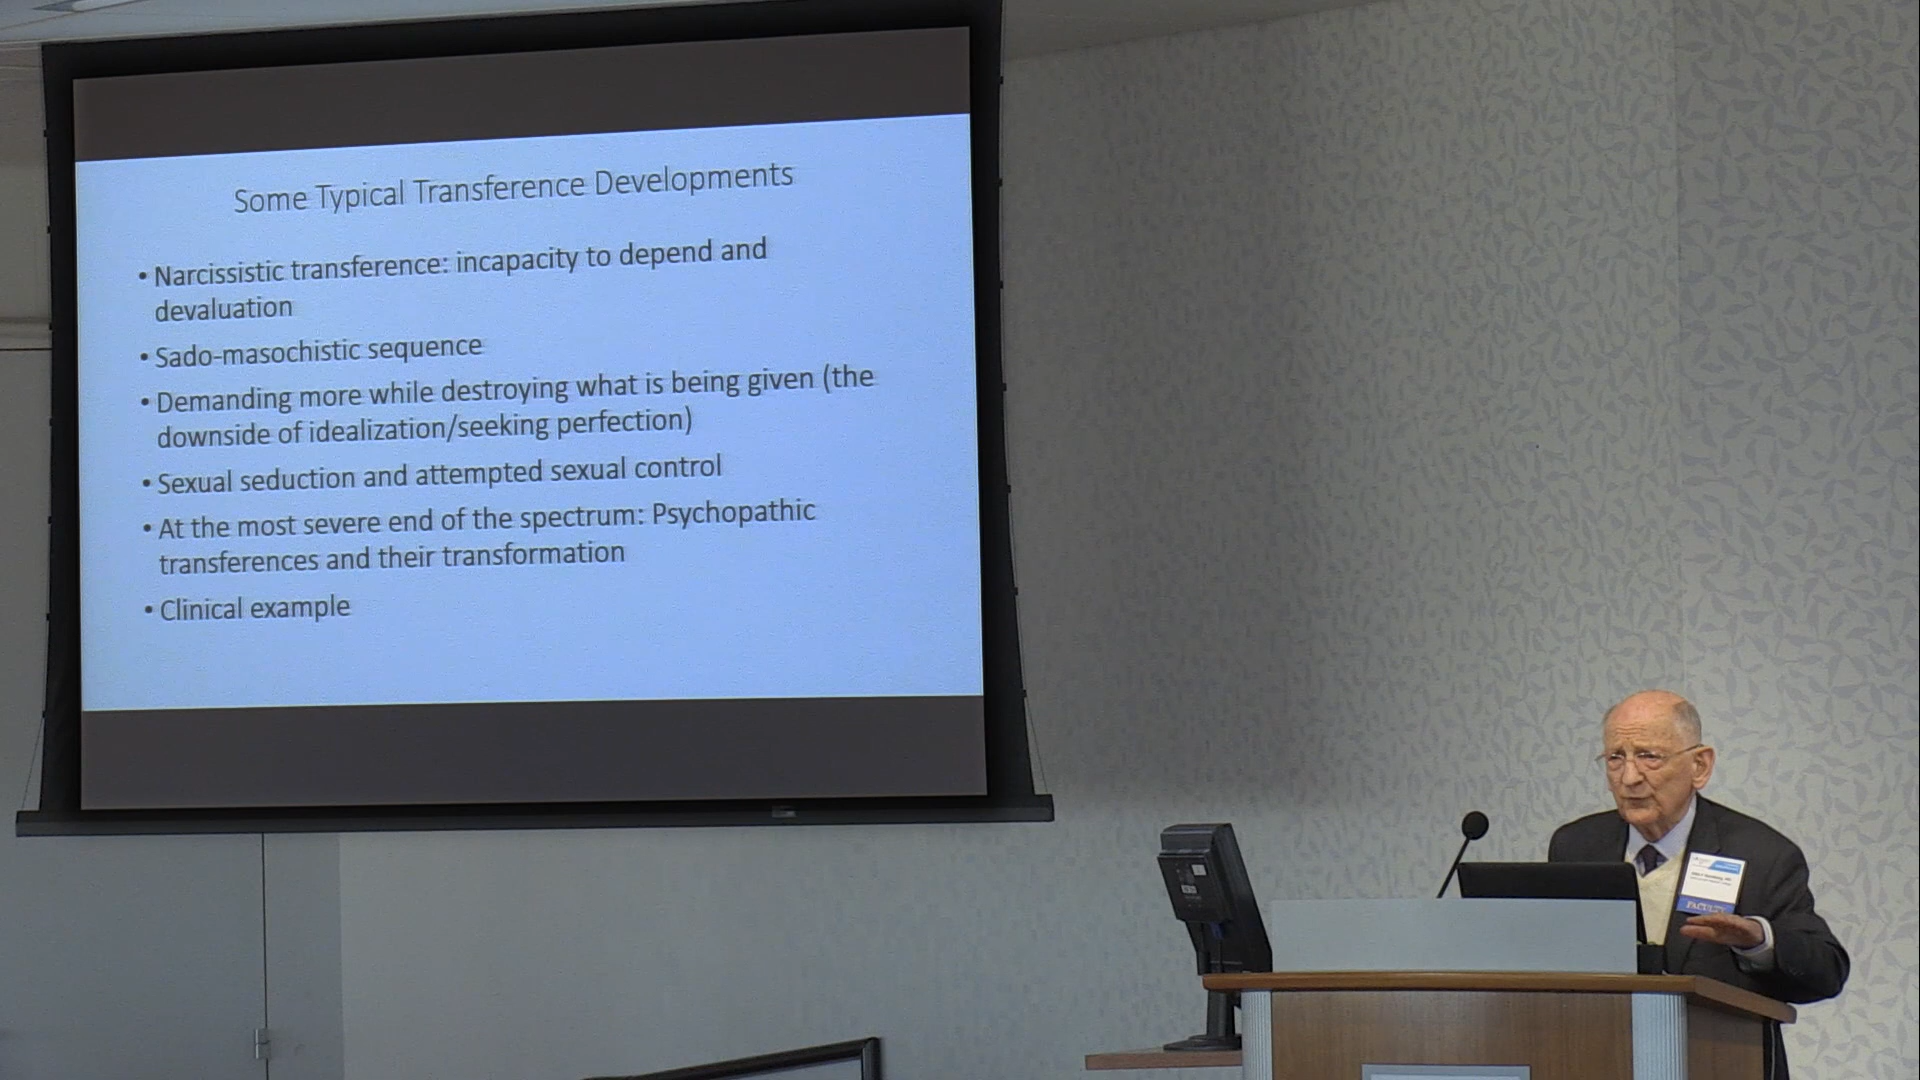 Some Typical Transference Developments
• Narcissistic transference: incapacity to depend and
devaluation
• Sado-masochistic sequence
• Demanding more while destroying what is being given (the
downside of idealization/seeking perfection)
• Sexual seduction and attempted sexual control
• At the most severe end of the spectrum: Psychopathic
transferences and their transformation
• Clinical example
FACULTY